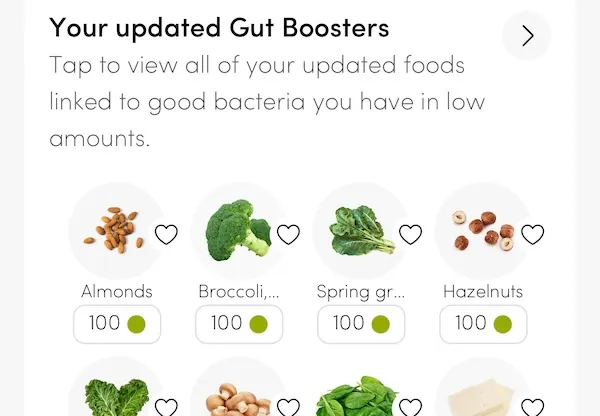 Your updated Gut Boosters
Tap to view all of your updated foods
linked to good bacteria you have in low
amounts.
Almonds
Broccoli,...
Spring gr...
Hazelnuts
100
100
100
100